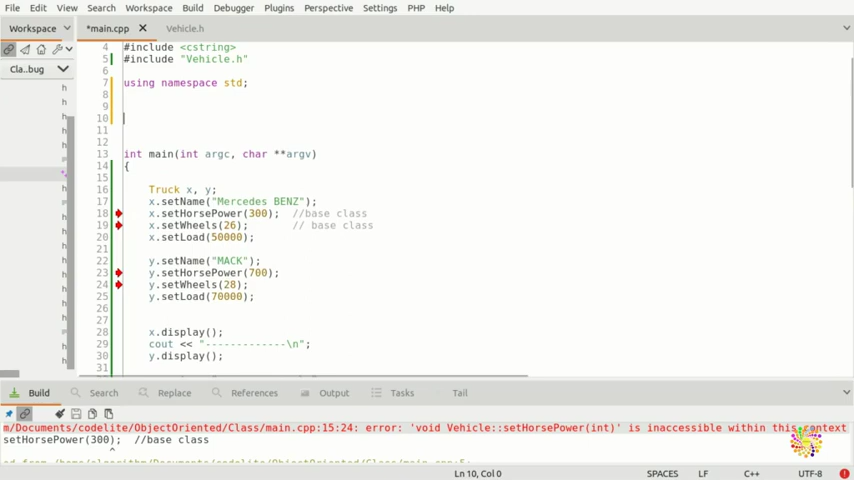 File Edit View Search Workspace Build Debugger Plugins Perspective Settings PHP Help
Workspace *main.cpp Vehicle.h
4 #include <cstring>
5 #include "Vehicle.h"
Cla..bug
6
7 using namespace std;
8
9
10
11
12
13 int main(int argc, char **argv)
14 {
15
16 Truck x, y;
17 x.setName("Mercedes BENZ");
18 x.setHorsePower(300); //base class
19 x.setWheels(26); // base class
20 x.setLoad(50000);
21
22 y.setName("MACK");
23 y.setHorsePower(700);
24 y.setWheels(28);
25 y.setLoad(70000);
26
27
28 x.display();
29 cout << "-------------\n";
30 y.display();
31
Build Search Replace References Output Tasks Tail
m/Documents/codelite/ObjectOriented/Class/main.cpp:15:24: error: 'void Vehicle::setHorsePower(int)' is inaccessible within this context
setHorsePower(300); //base class
^
Ln 10, Col 0 SPACES LF C++ UTF-8